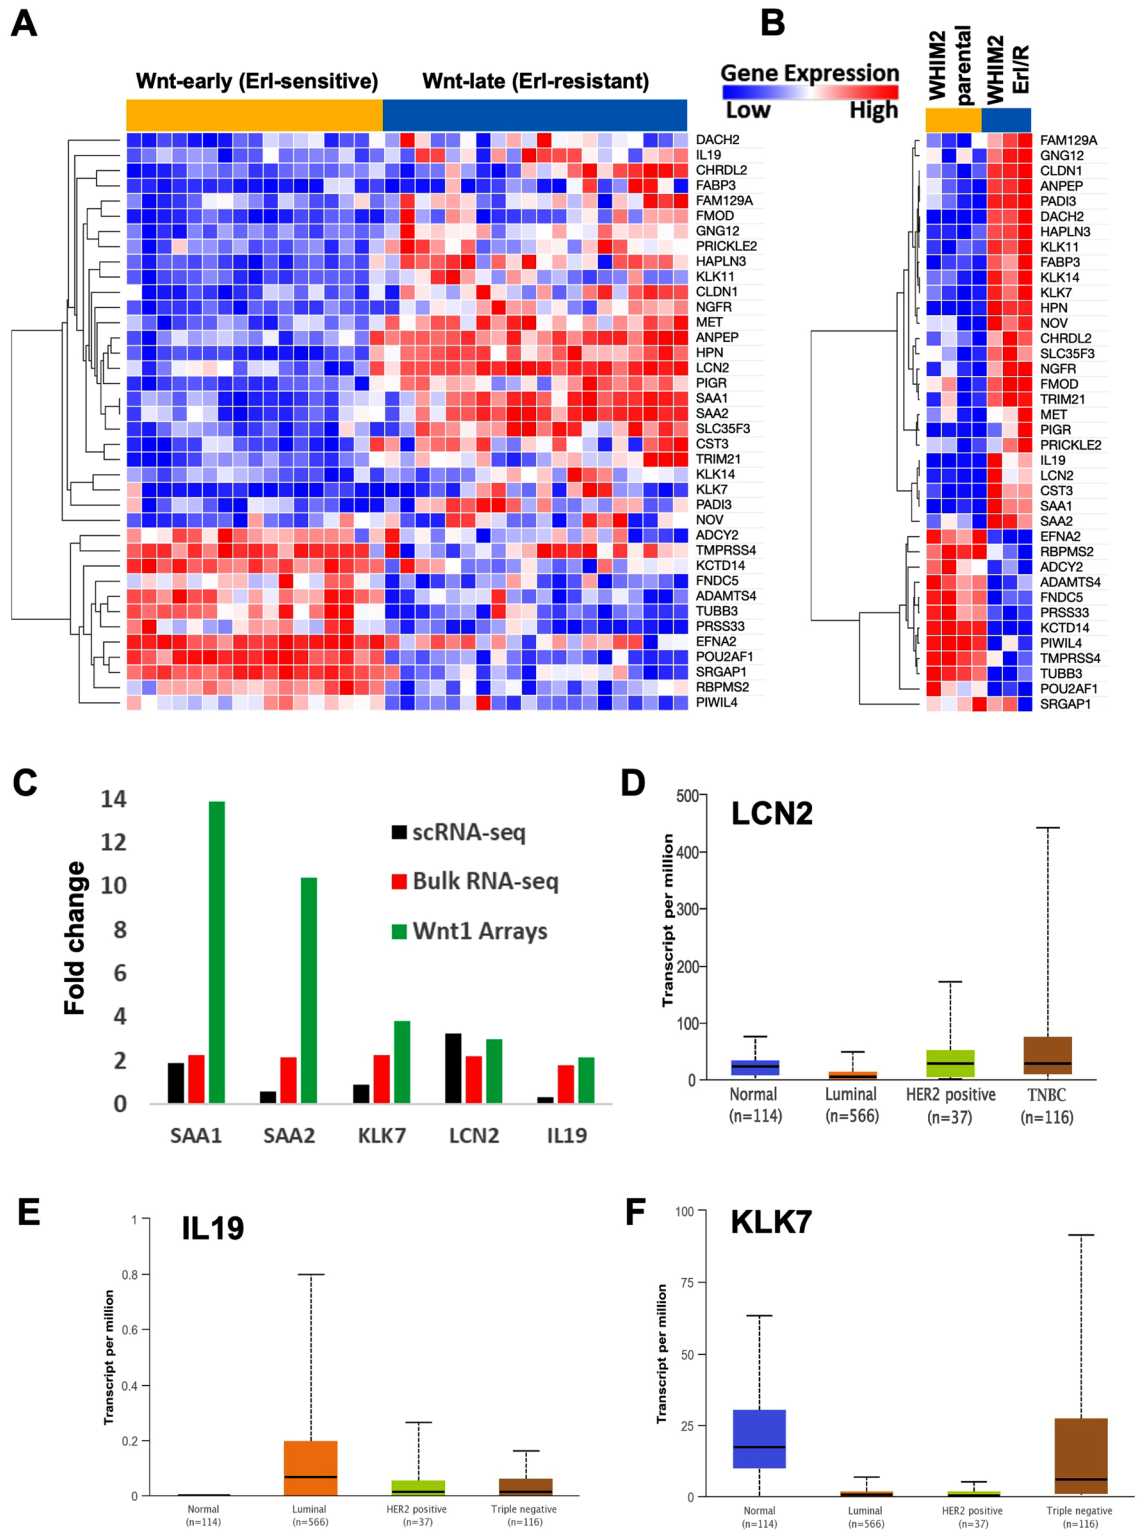 A
B
Wnt-early (Erl-sensitive)
Wnt-late (Erl-resistant)
Gene Expression
Low
High
WHIM2
parental
WHIM2
Erl/R
DACH2
IL19
CHRDL2
FABP3
FAM129A
FMOD
GNG12
PRICKLE2
HAPLN3
KLK11
CLDN1
NGFR
MET
ANPEP
HPN
LCN2
PIGR
SAA1
SAA2
SLC35F3
CST3
TRIM21
KLK14
KLK7
PADI3
NOV
ADCY2
TMPRSS4
KCTD14
FNDC5
ADAMTS4
TUBB3
PRSS33
EFNA2
POU2AF1
SRGAP1
RBPMS2
PIWIL4
FAM129A
GNG12
CLDN1
ANPEP
PADI3
DACH2
HAPLN3
KLK11
FABP3
KLK14
KLK7
HPN
NOV
CHRDL2
SLC35F3
NGFR
FMOD
TRIM21
MET
PIGR
PRICKLE2
IL19
LCN2
CST3
SAA1
SAA2
EFNA2
RBPMS2
ADCY2
ADAMTS4
FNDC5
PRSS33
KCTD14
PIWIL4
TMPRSS4
TUBB3
POU2AF1
SRGAP1
C
Fold change
14
12
10
8
6
4
2
0
scRNA-seq
Bulk RNA-seq
Wnt1 Arrays
SAA1
SAA2
KLK7
LCN2
IL19
D
LCN2
Transcript per million
500
400
300
200
100
0
Normal
(n=114)
Luminal
(n=566)
HER2 positive
(n=37)
TNBC
(n=116)
E
IL19
Transcript per million
1
0.8
0.6
0.4
0.2
0
Normal
(n=114)
Luminal
(n=566)
HER2 positive
(n=37)
Triple negative
(n=116)
F
KLK7
Transcript per million
100
75
50
25
0
Normal
(n=114)
Luminal
(n=566)
HER2 positive
(n=37)
Triple negative
(n=116)